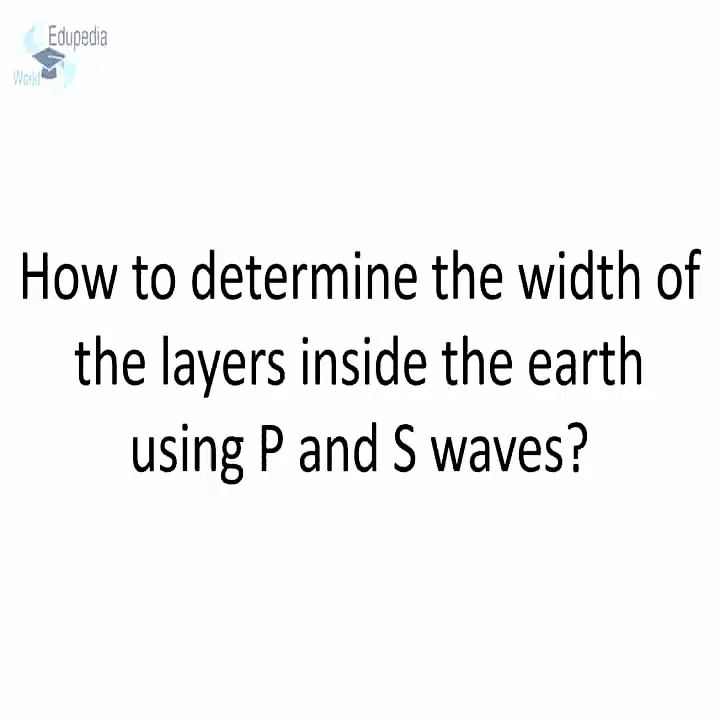 Edupedia
World
How to determine the width of
the layers inside the earth
using P and S waves?